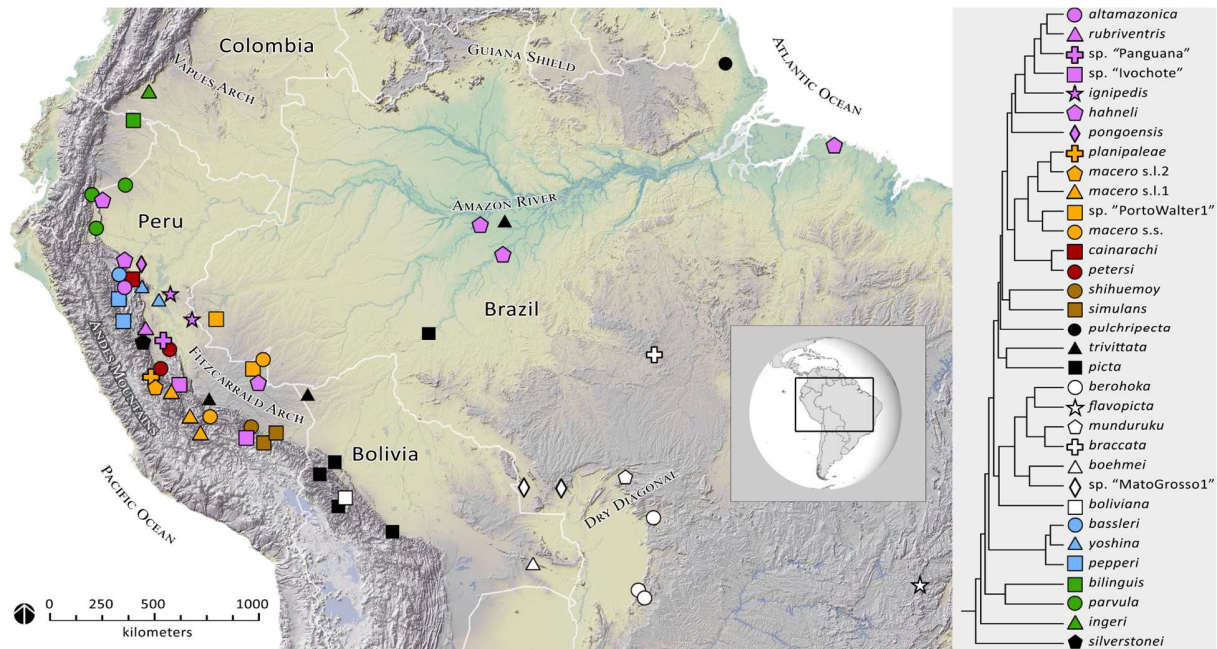 Colombia
VAPUES ARCH
GUIANA SHIELD
ATLANTIC OCEAN
Peru
AMAZON RIVER
Brazil
ANDES MOUNTAINS
FITZCARRALD ARCH
Bolivia
DRY DIAGONAL
PACIFIC OCEAN
0 250 500 1000
kilometers
altamazonica
rubriventris
sp. "Panguana"
sp. "Ivochote"
ignipedis
hahneli
pongoensis
planipaleae
macero s.l.2
macero s.l.1
sp. "PortoWalter1"
macero s.s.
cainarachi
petersi
shihuemoy
simulans
pulchripecta
trivittata
picta
berohoka
flavopicta
munduruku
braccata
boehmei
sp. "MatoGrosso1"
boliviana
bassleri
yoshina
pepperi
bilinguis
parvula
ingeri
silverstonei